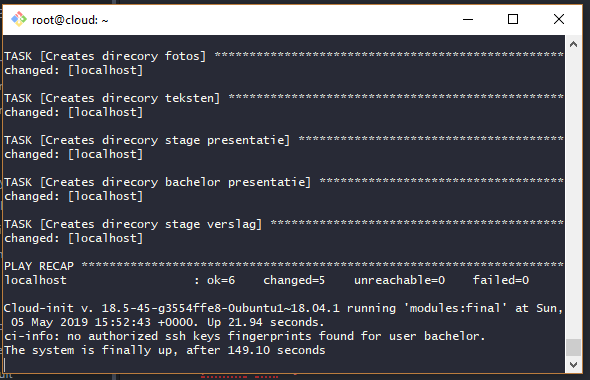 root@cloud: ~
TASK [Creates direcory fotos] **************************************************
changed: [localhost]
TASK [Creates direcory teksten] ************************************************
changed: [localhost]
TASK [Creates direcory stage presentatie] **************************************
changed: [localhost]
TASK [Creates direcory bachelor presentatie] ***********************************
changed: [localhost]
TASK [Creates direcory stage verslag] ******************************************
changed: [localhost]
PLAY RECAP *********************************************************************
localhost : ok=6 changed=5 unreachable=0 failed=0
Cloud-init v. 18.5-45-g3554ffe8-0ubuntu1~18.04.1 running 'modules:final' at Sun,
05 May 2019 15:52:43 +0000. Up 21.94 seconds.
ci-info: no authorized ssh keys fingerprints found for user bachelor.
The system is finally up, after 149.10 seconds